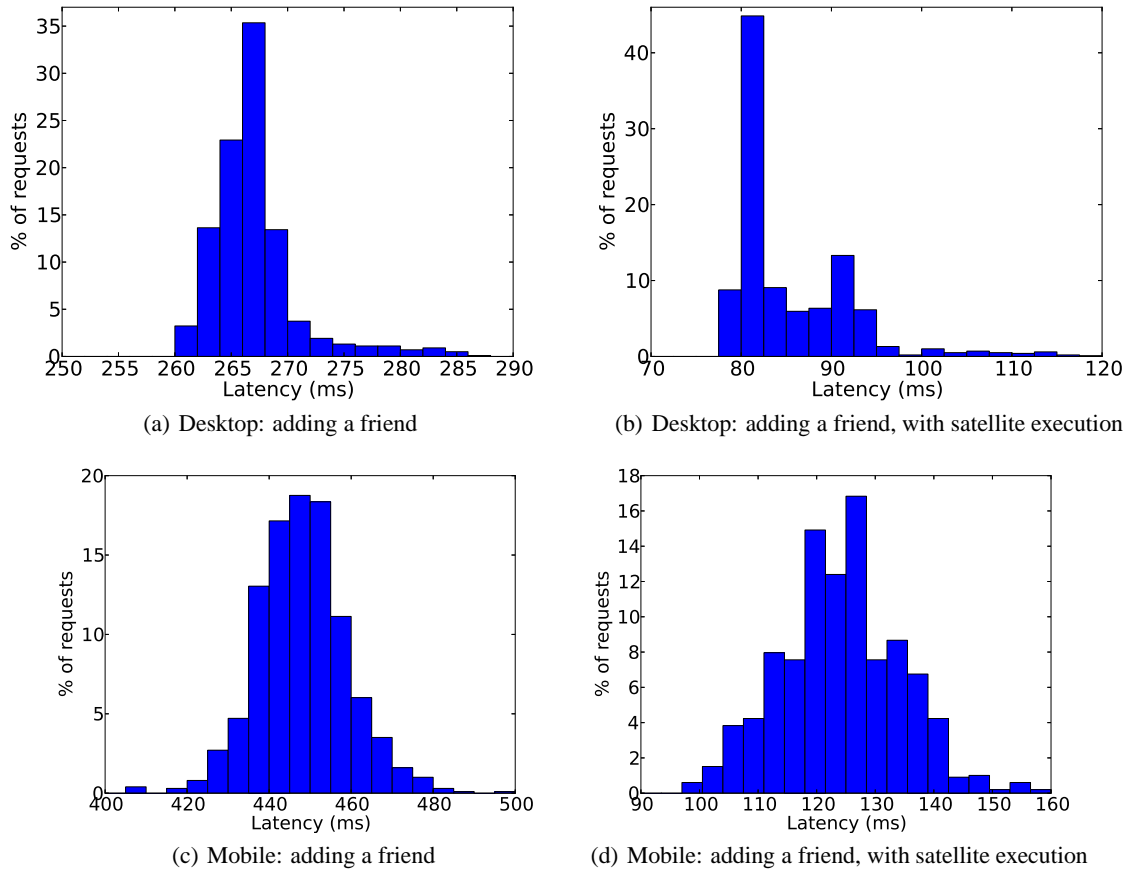 35
30
25
20
15
10
5
0
% of requests
250 255 260 265 270 275 280 285 290
Latency (ms)
(a) Desktop: adding a friend
40
30
20
10
0
% of requests
70 80 90 100 110 120
Latency (ms)
(b) Desktop: adding a friend, with satellite execution
20
15
10
5
0
% of requests
400 420 440 460 480 500
Latency (ms)
(c) Mobile: adding a friend
18
16
14
12
10
8
6
4
2
0
% of requests
90 100 110 120 130 140 150 160
Latency (ms)
(d) Mobile: adding a friend, with satellite execution